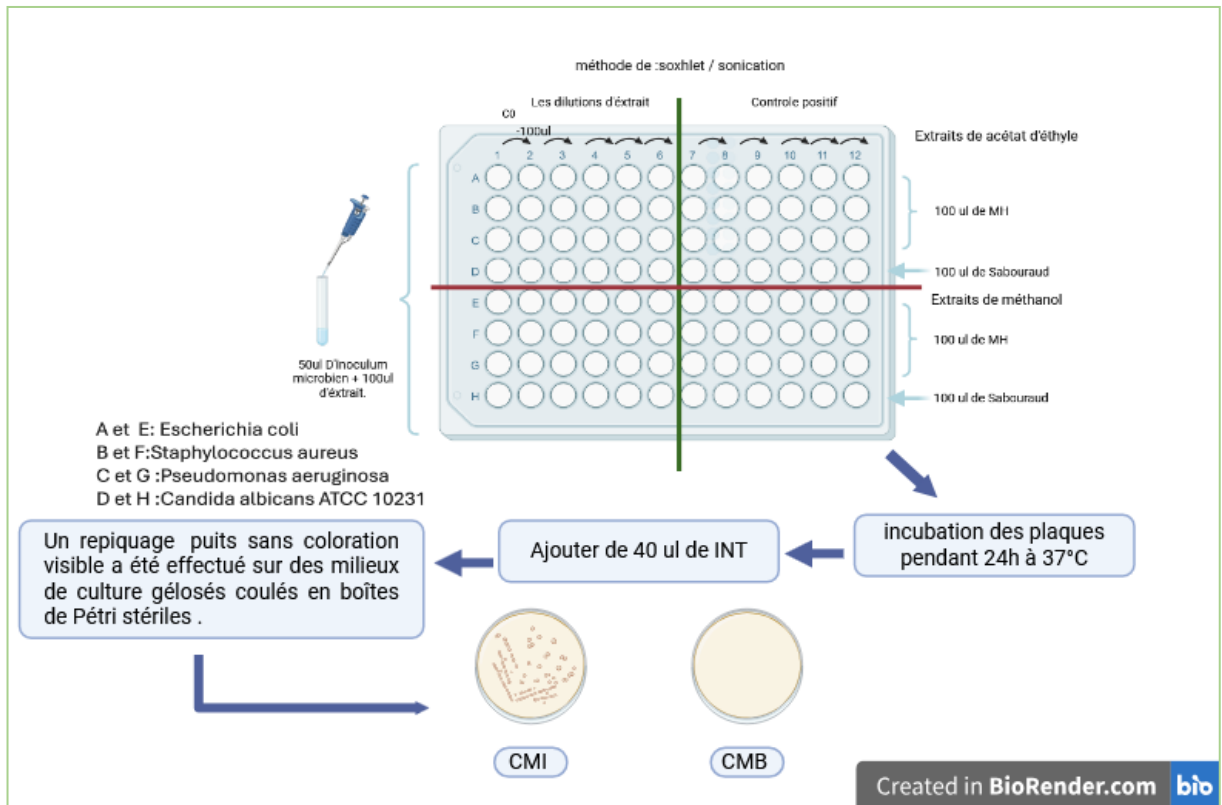 méthode de :soxhlet / sonication
Les dilutions d'éxtrait
Controle positif
C0
-100ul
Extraits de acétat d'éthyle
1 2 3 4 5 6 7 8 9 10 11 12
A
B
C
D
E
F
G
H
100 ul de MH
100 ul de Sabouraud
Extraits de méthanol
100 ul de MH
100 ul de Sabouraud
50ul D'inoculum
microbien + 100ul
d'éxtrait.
A et E: Escherichia coli
B et F:Staphylococcus aureus
C et G :Pseudomonas aeruginosa
D et H :Candida albicans ATCC 10231
incubation des plaques
pendant 24h à 37°C
Ajouter de 40 ul de INT
Un repiquage puits sans coloration
visible a été effectué sur des milieux
de culture gélosés coulés en boîtes
de Pétri stériles .
CMI
CMB
Created in BioRender.com bio